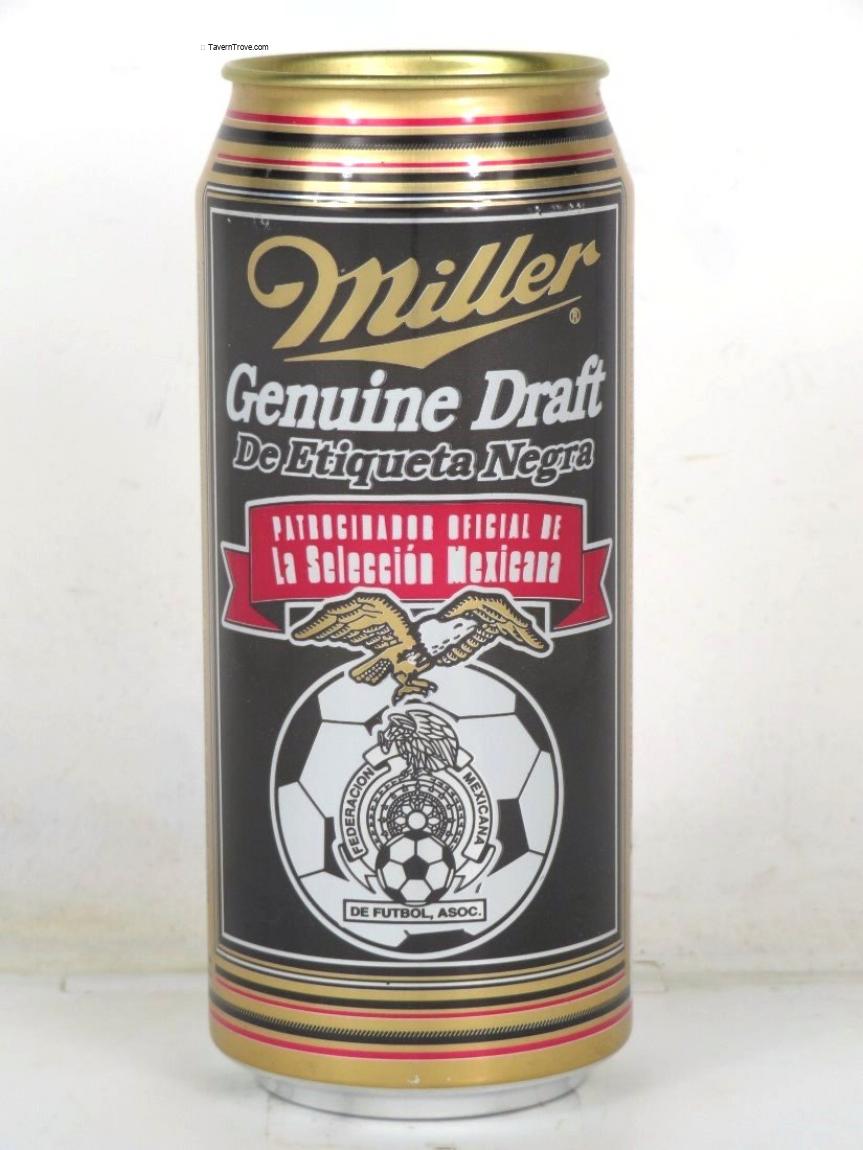 :: TavernTrove.com
Miller®
Genuine Draft
De Etiqueta Negra
PATROCINADOR OFICIAL DE
La Selección Mexicana
FEDERACION MEXICANA
DE FUTBOL, ASOC.